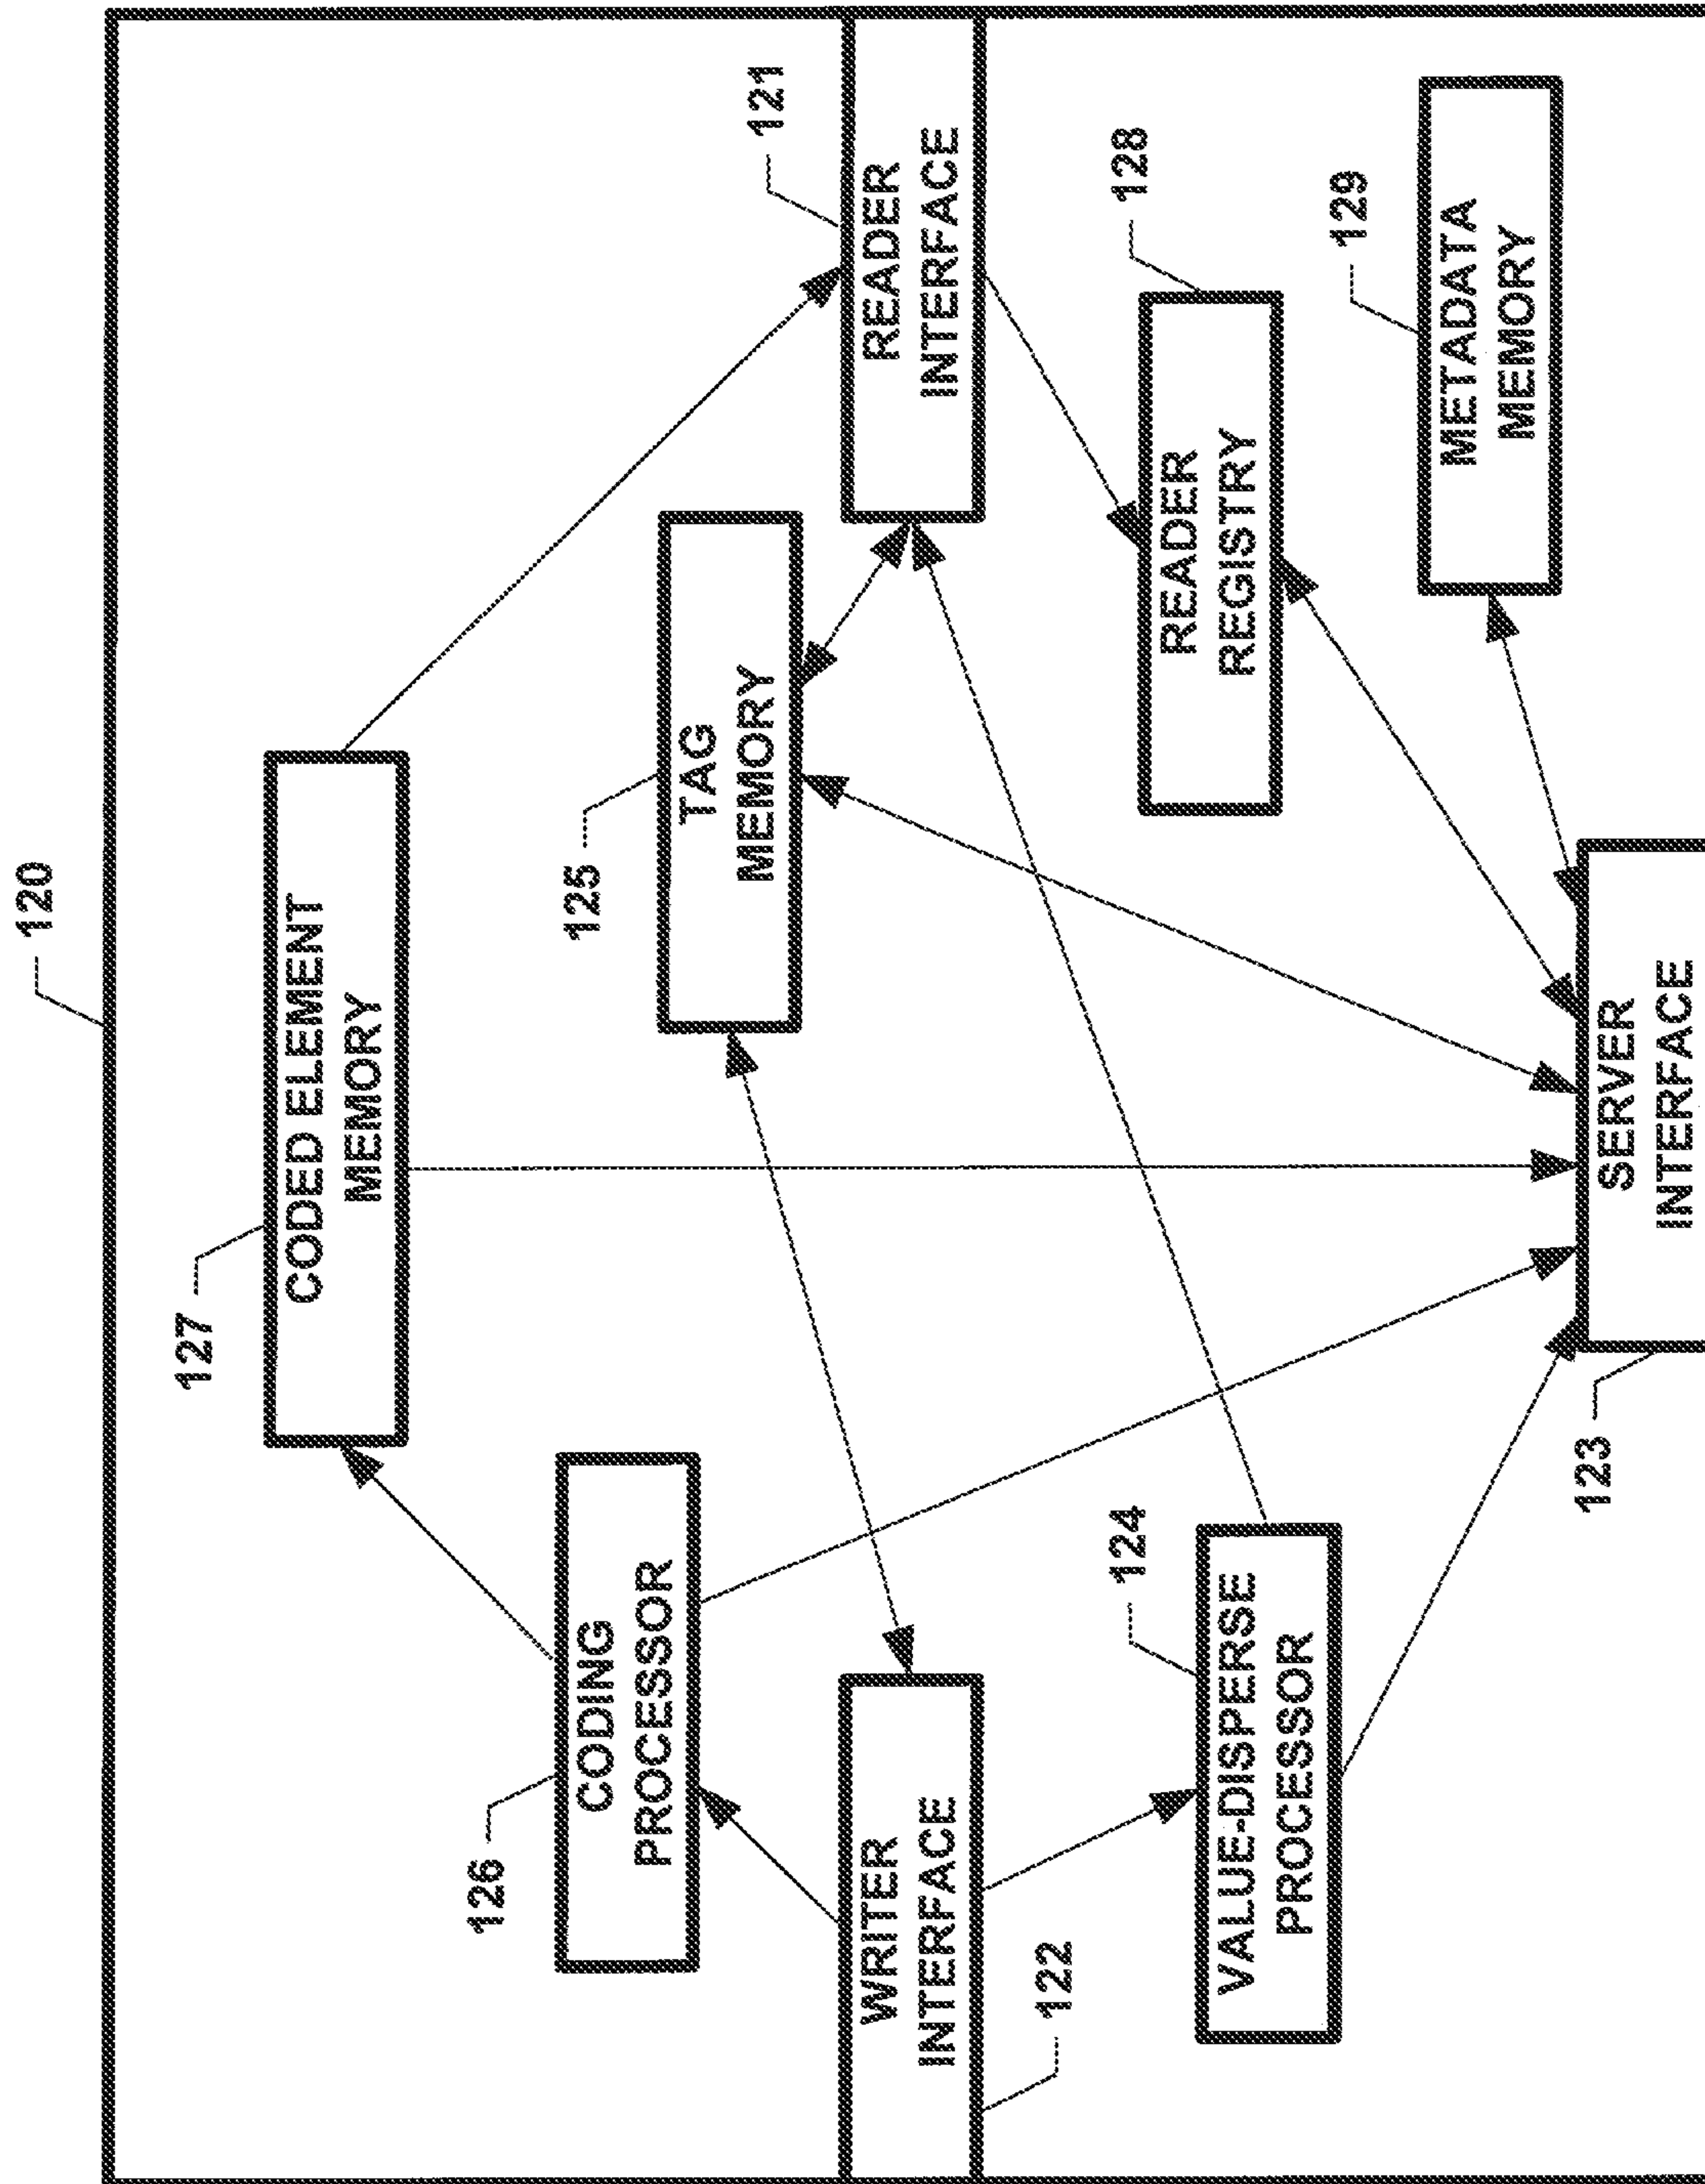 120
127
CODED ELEMENT
MEMORY
126
CODING
PROCESSOR
125
TAG
MEMORY
121
READER
INTERFACE
WRITER
INTERFACE
122
124
VALUE-DISPERSE
PROCESSOR
128
READER
REGISTRY
129
METADATA
MEMORY
123
SERVER
INTERFACE